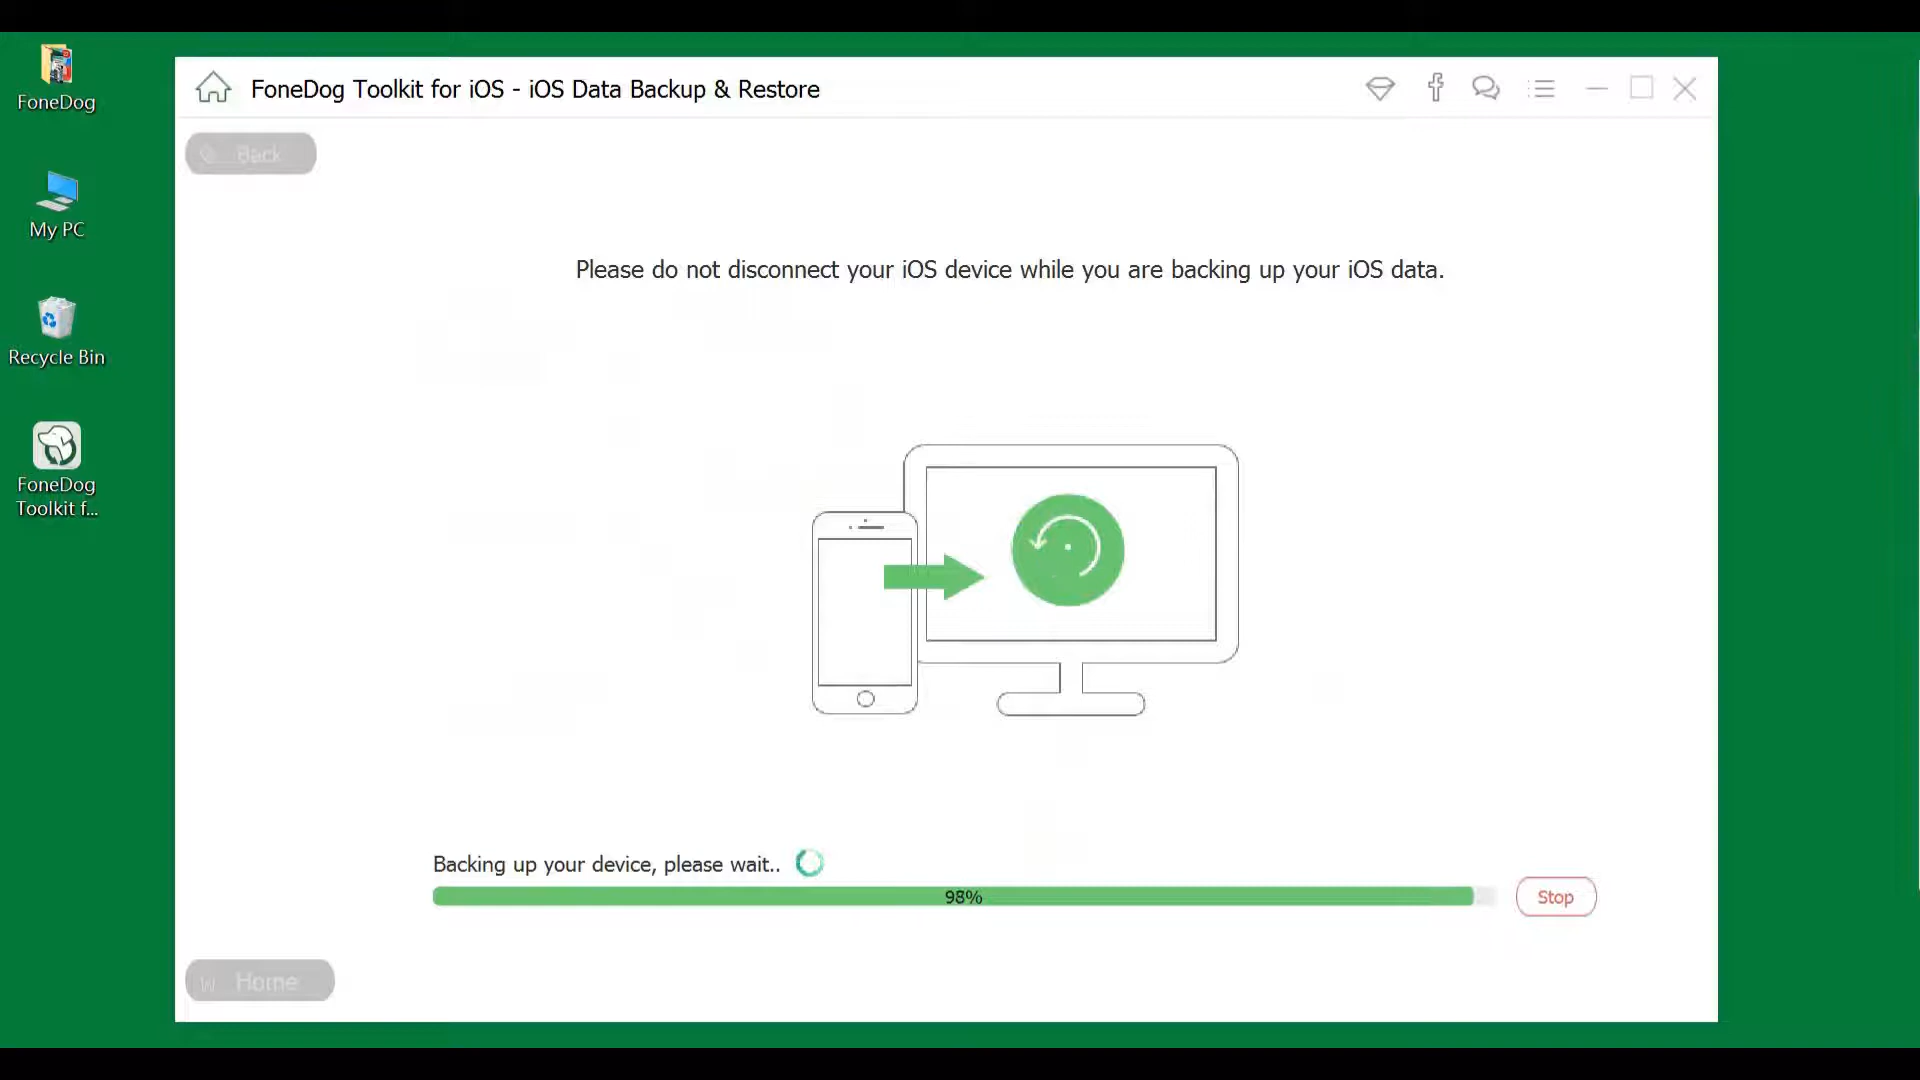 FoneDog Toolkit for iOS - iOS Data Backup & Restore
FoneDog
Back
My PC
Please do not disconnect your iOS device while you are backing up your iOS data.
Recycle Bin
FoneDog
Toolkit f...
Backing up your device, please wait..
98%
Stop
Home